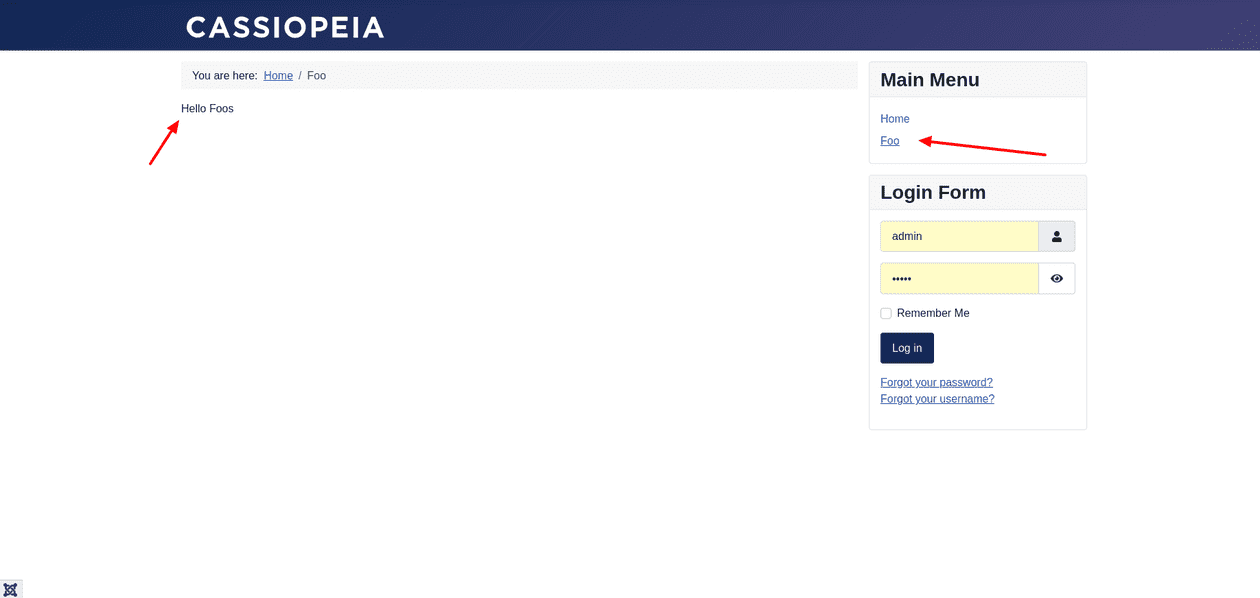 CASSIOPEIA
You are here: Home / Foo
Hello Foos
Main Menu
Home
Foo
Login Form
admin
•••••
Remember Me
Log in
Forgot your password?
Forgot your username?